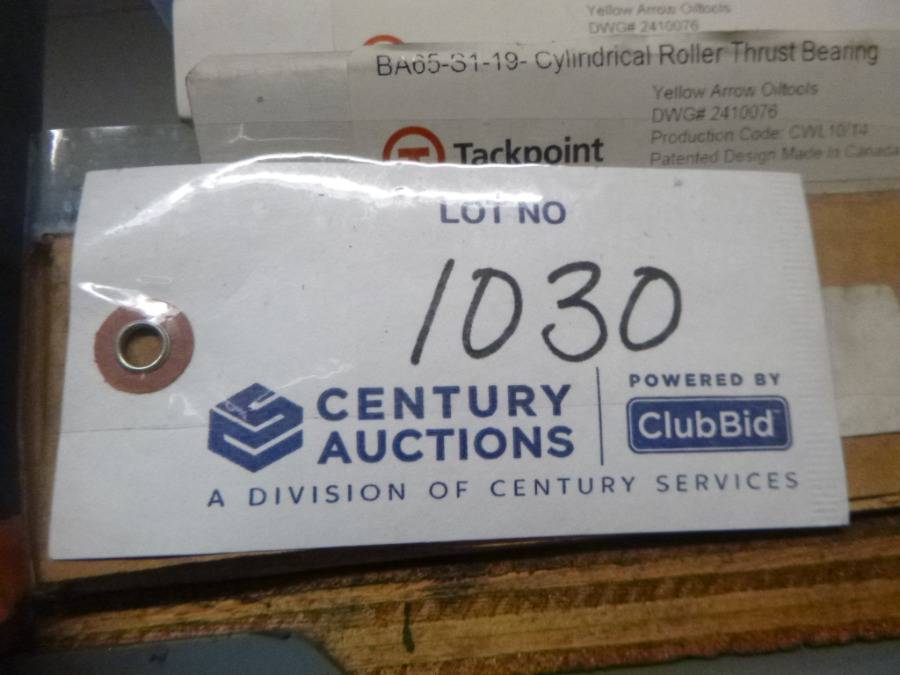 Yellow Arrow Oiltools
DWG# 2410076
BA65-S1-19- Cylindrical Roller Thrust Bearing
Yellow Arrow Oiltools
DWG# 2410076
Production Code: CWL10/14
Patented Design Made In Canada
Tackpoint
LOT NO
1030
CENTURY
AUCTIONS
POWERED BY
ClubBid™
A DIVISION OF CENTURY SERVICES